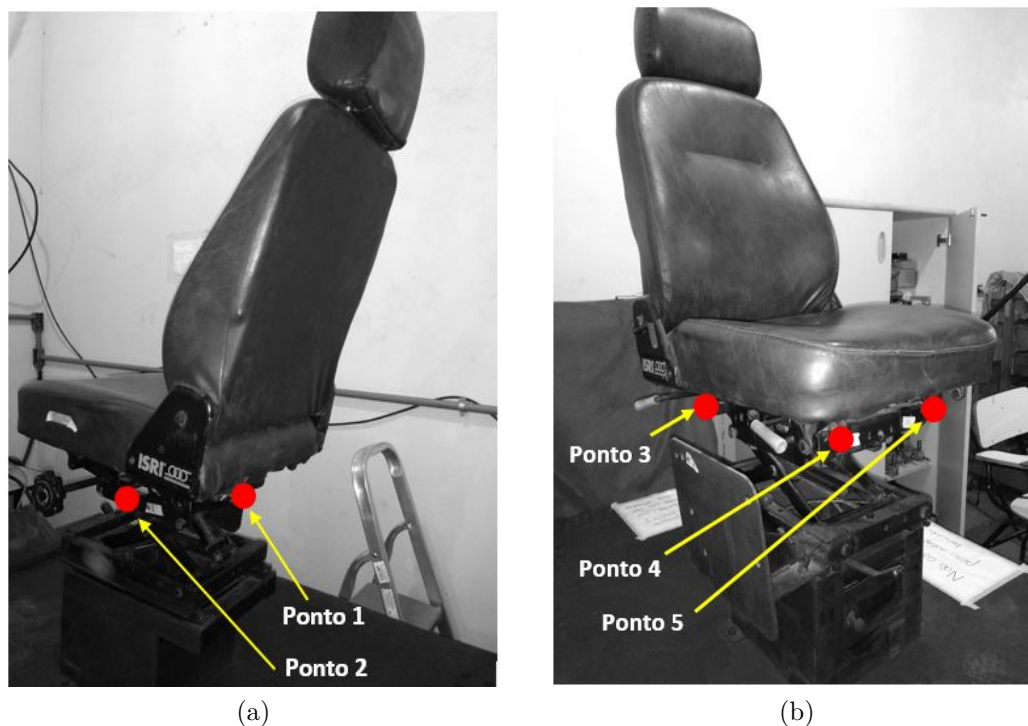 ISRI
Ponto 1
Ponto 2
(a)
ISRI
Ponto 3
Ponto 4
Ponto 5
(b)